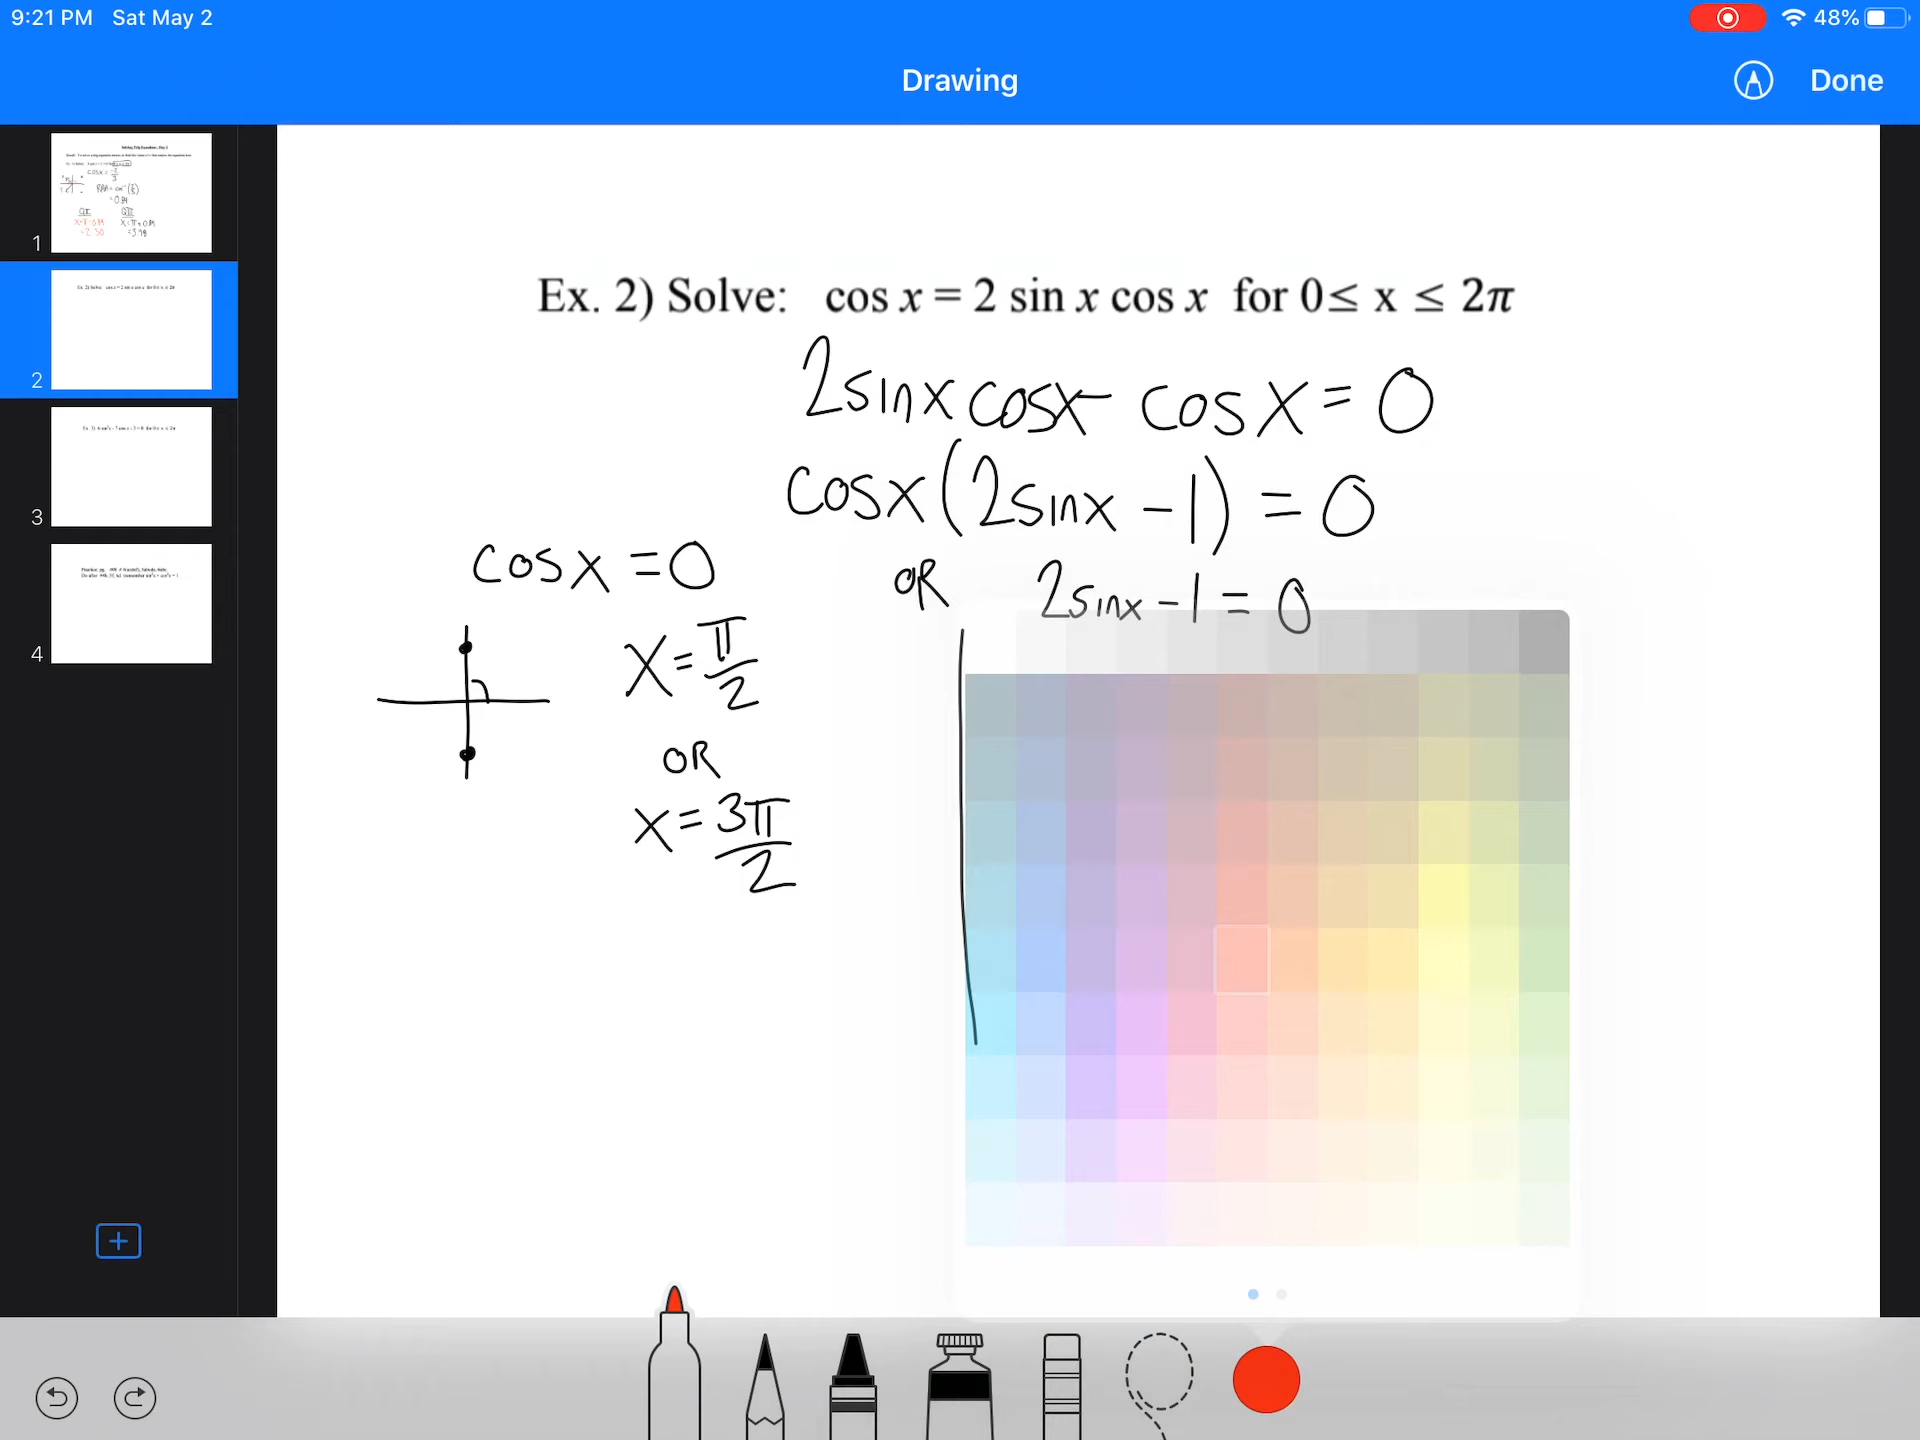 9:21 PM Sat May 2
48%
Drawing
Done
1
2
3
4
Ex. 2) Solve: cos x = 2 sin x cos x for 0≤ x ≤ 2π
2sinx cosx - cosx = 0
cosx(2sinx - 1) = 0
cosx = 0 OR 2sinx - 1 = 0
x = π/2
OR
x = 3π/2